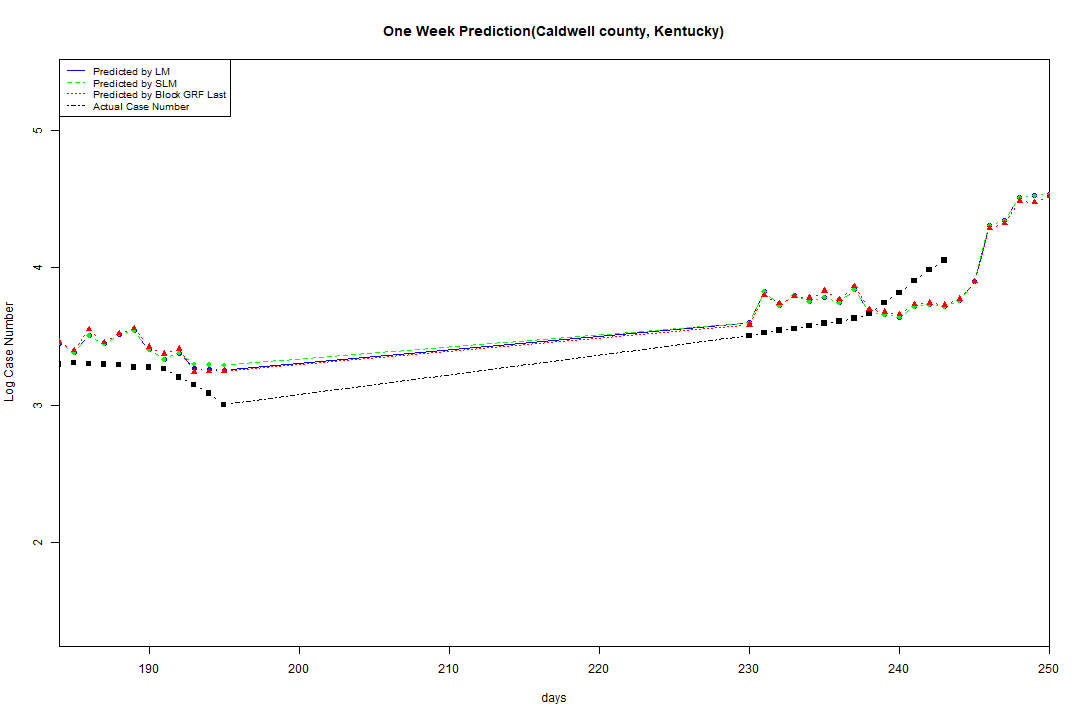 One Week Prediction(Caldwell county, Kentucky)
Predicted by LM
Predicted by SLM
Predicted by Block GRF Last
Actual Case Number
5
4
3
2
Log Case Number
190 200 210 220 230 240 250
days